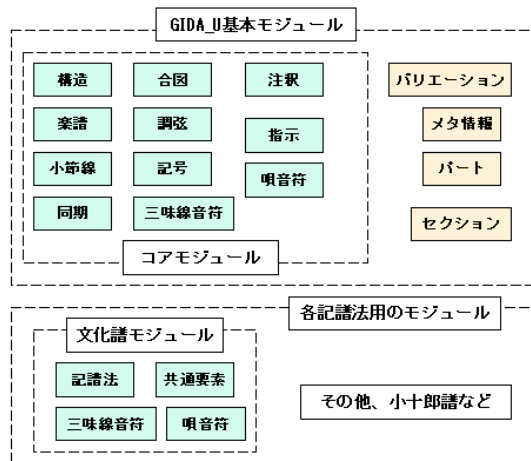 GIDA_U基本モジュール
構造
合図
注釈
バリエーション
楽譜
調弦
指示
メタ情報
小節線
記号
唄音符
パート
同期
三味線音符
セクション
コアモジュール
各記譜法用のモジュール
文化譜モジュール
記譜法
共通要素
三味線音符
唄音符
その他、小十郎譜など